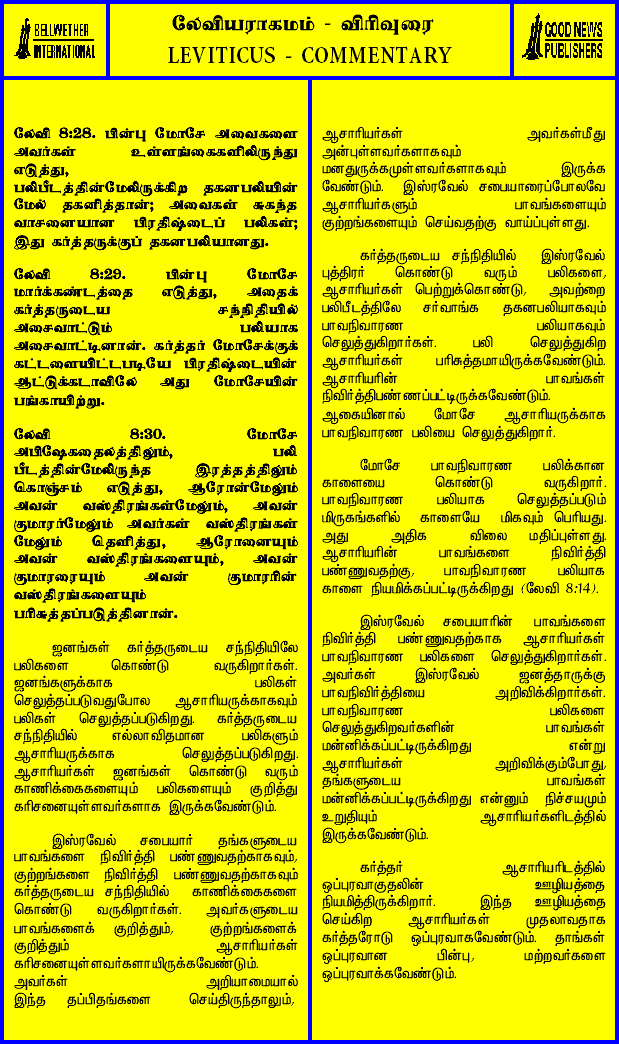 BELLWETHER
INTERNATIONAL
லேவியராகமம் - விரிவுரை
LEVITICUS - COMMENTARY
GOOD NEWS
PUBLISHERS
லேவி 8:28. பின்பு மோசே அவைகளை
அவர்கள் உள்ளங்கைகளிலிருந்து
எடுத்து,
பலிபீடத்தின்மேலிருக்கிற தகனபலியின்
மேல் தகனித்தான்; அவைகள் சுகந்த
வாசனையான பிரதிஷ்டைப் பலிகள்;
இது கர்த்தருக்குப் தகனபலியானது.
லேவி 8:29. பின்பு மோசே
மார்க்கண்டத்தை எடுத்து, அதைக்
கர்த்தருடைய சந்நிதியில்
அசைவாட்டும் பலியாக
அசைவாட்டினான். கர்த்தர் மோசேக்குக்
கட்டளையிட்டபடியே பிரதிஷ்டையின்
ஆட்டுக்கடாவிலே அது மோசேயின்
பங்காயிற்று.
லேவி 8:30. மோசே
அபிஷேகதைலத்திலும், பலி
பீடத்தின்மேலிருந்த இரத்தத்திலும்
கொஞ்சம் எடுத்து, ஆரோன்மேலும்
அவன் வஸ்திரங்கள்மேலும், அவன்
குமாரர்மேலும் அவர்கள் வஸ்திரங்கள்
மேலும் தெளித்து, ஆரோனையும்
அவன் வஸ்திரங்களையும், அவன்
குமாரரையும் அவன் குமாரரின்
வஸ்திரங்களையும்
பரிசுத்தப்படுத்தினான்.
ஜனங்கள் கர்த்தருடைய சந்நிதியிலே
பலிகளை கொண்டு வருகிறார்கள்.
ஜனங்களுக்காக பலிகள்
செலுத்தப்படுவதுபோல ஆசாரியருக்காகவும்
பலிகள் செலுத்தப்படுகிறது. கர்த்தருடைய
சந்நிதியில் எல்லாவிதமான பலிகளும்
ஆசாரியருக்காக செலுத்தப்படுகிறது.
ஆசாரியர்கள் ஜனங்கள் கொண்டு வரும்
காணிக்கைகளையும் பலிகளையும் குறித்து
கரிசனையுள்ளவர்களாக இருக்கவேண்டும்.
இஸ்ரவேல் சபையார் தங்களுடைய
பாவங்களை நிவிர்த்தி பண்ணுவதற்காகவும்,
குற்றங்களை நிவிர்த்தி பண்ணுவதற்காகவும்
கர்த்தருடைய சந்நிதியில் காணிக்கைகளை
கொண்டு வருகிறார்கள். அவர்களுடைய
பாவங்களைக் குறித்தும், குற்றங்களைக்
குறித்தும் ஆசாரியர்கள்
கரிசனையுள்ளவர்களாயிருக்கவேண்டும்.
அவர்கள் அறியாமையால்
இந்த தப்பிதங்களை செய்திருந்தாலும்,
ஆசாரியர்கள் அவர்கள்மீது
அன்புள்ளவர்களாகவும்
மனதுருக்கமுள்ளவர்களாகவும் இருக்க
வேண்டும். இஸ்ரவேல் சபையாரைப்போலவே
ஆசாரியர்களும் பாவங்களையும்
குற்றங்களையும் செய்வதற்கு வாய்ப்புள்ளது.
கர்த்தருடைய சந்நிதியில் இஸ்ரவேல்
புத்திரர் கொண்டு வரும் பலிகளை,
ஆசாரியர்கள் பெற்றுக்கொண்டு, அவற்றை
பலிபீடத்திலே சர்வாங்க தகனபலியாகவும்
பாவநிவாரண பலியாகவும்
செலுத்துகிறார்கள். பலி செலுத்துகிற
ஆசாரியர்கள் பரிசுத்தமாயிருக்கவேண்டும்.
ஆசாரியரின் பாவங்கள்
நிவிர்த்திபண்ணப்பட்டிருக்கவேண்டும்.
ஆகையினால் மோசே ஆசாரியருக்காக
பாவநிவாரண பலியை செலுத்துகிறார்.
மோசே பாவநிவாரண பலிக்கான
காளையை கொண்டு வருகிறார்.
பாவநிவாரண பலியாக செலுத்தப்படும்
மிருகங்களில் காளையே மிகவும் பெரியது.
அது அதிக விலை மதிப்புள்ளது.
ஆசாரியரின் பாவங்களை நிவிர்த்தி
பண்ணுவதற்கு, பாவநிவாரண பலியாக
காளை நியமிக்கப்பட்டிருக்கிறது (லேவி 8:14).
இஸ்ரவேல் சபையாரின் பாவங்களை
நிவிர்த்தி பண்ணுவதற்காக ஆசாரியர்கள்
பாவநிவாரண பலிகளை செலுத்துகிறார்கள்.
அவர்கள் இஸ்ரவேல் ஜனத்தாருக்கு
பாவநிவிர்த்தியை அறிவிக்கிறார்கள்.
பாவநிவாரண பலிகளை
செலுத்துகிறவர்களின் பாவங்கள்
மன்னிக்கப்பட்டிருக்கிறது என்று
ஆசாரியர்கள் அறிவிக்கும்போது,
தங்களுடைய பாவங்கள்
மன்னிக்கப்பட்டிருக்கிறது என்னும் நிச்சயமும்
உறுதியும் ஆசாரியர்களிடத்தில்
இருக்கவேண்டும்.
கர்த்தர் ஆசாரியரிடத்தில்
ஒப்புரவாகுதலின் ஊழியத்தை
நியமித்திருக்கிறார். இந்த ஊழியத்தை
செய்கிற ஆசாரியர்கள் முதலாவதாக
கர்த்தரோடு ஒப்புரவாகவேண்டும். தாங்கள்
ஒப்புரவான பின்பு, மற்றவர்களை
ஒப்புரவாக்கவேண்டும்.